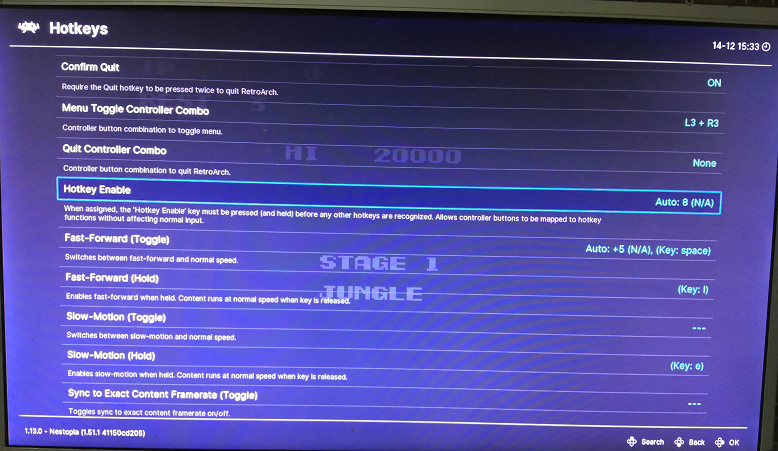 Hotkeys
14-12 15:33
Confirm Quit
ON
Require the Quit hotkey to be pressed twice to quit RetroArch.
Menu Toggle Controller Combo
L3 + R3
Controller button combination to toggle menu.
Quit Controller Combo
None
HI 20000
Controller button combination to quit RetroArch.
Hotkey Enable
Auto: 8 (N/A)
When assigned, the 'Hotkey Enable' key must be pressed (and held) before any other hotkeys are recognized. Allows controller buttons to be mapped to hotkey
functions without affecting normal input.
Fast-Forward (Toggle)
Auto: +5 (N/A), (Key: space)
Switches between fast-forward and normal speed.
STAGE 1
Fast-Forward (Hold)
(Key: l)
JUNGLE
Enables fast-forward when held. Content runs at normal speed when key is released.
Slow-Motion (Toggle)
---
Switches between slow-motion and normal speed.
Slow-Motion (Hold)
(Key: e)
Enables slow-motion when held. Content runs at normal speed when key is released.
Sync to Exact Content Framerate (Toggle)
---
Toggles sync to exact content framerate on/off.
1.13.0 - Nestopia (1.51.1 41150cd205)
Search Back OK